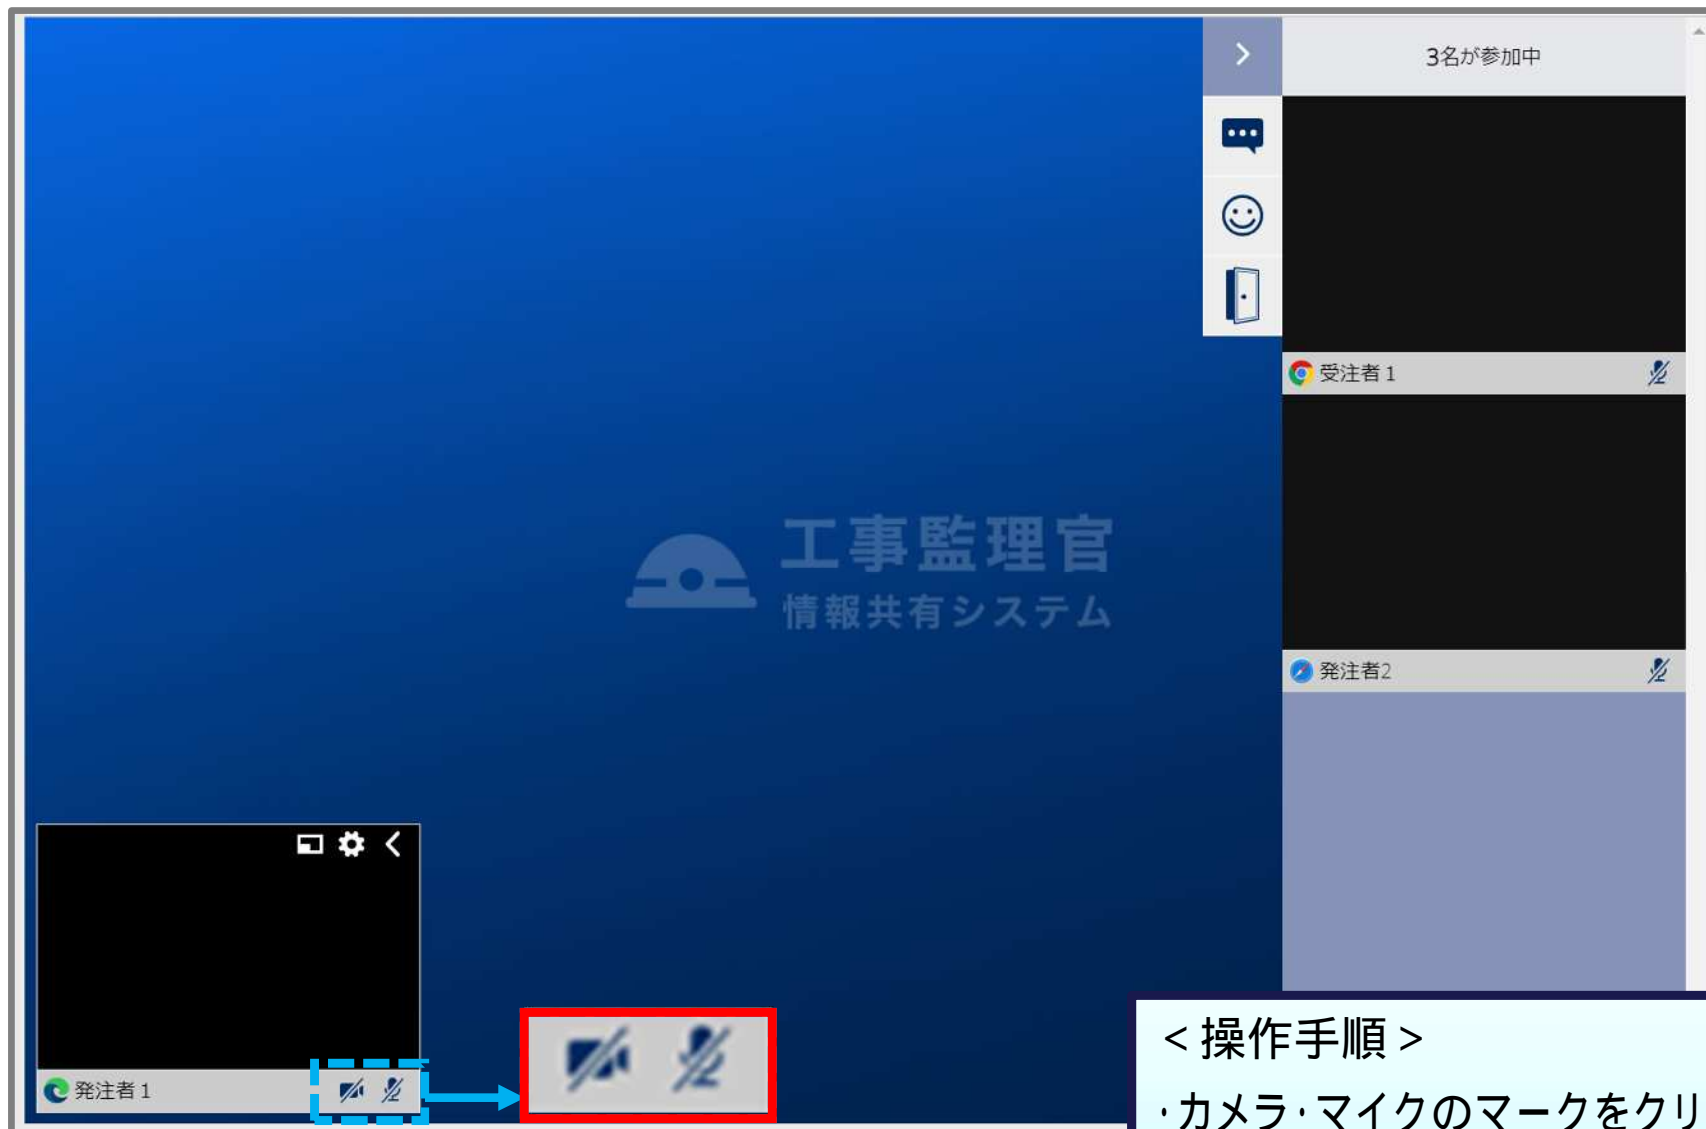 3名が参加中
受注者1
工事監理官
情報共有システム
発注者2
発注者1
<操作手順>
・カメラ・マイクのマークをクリ